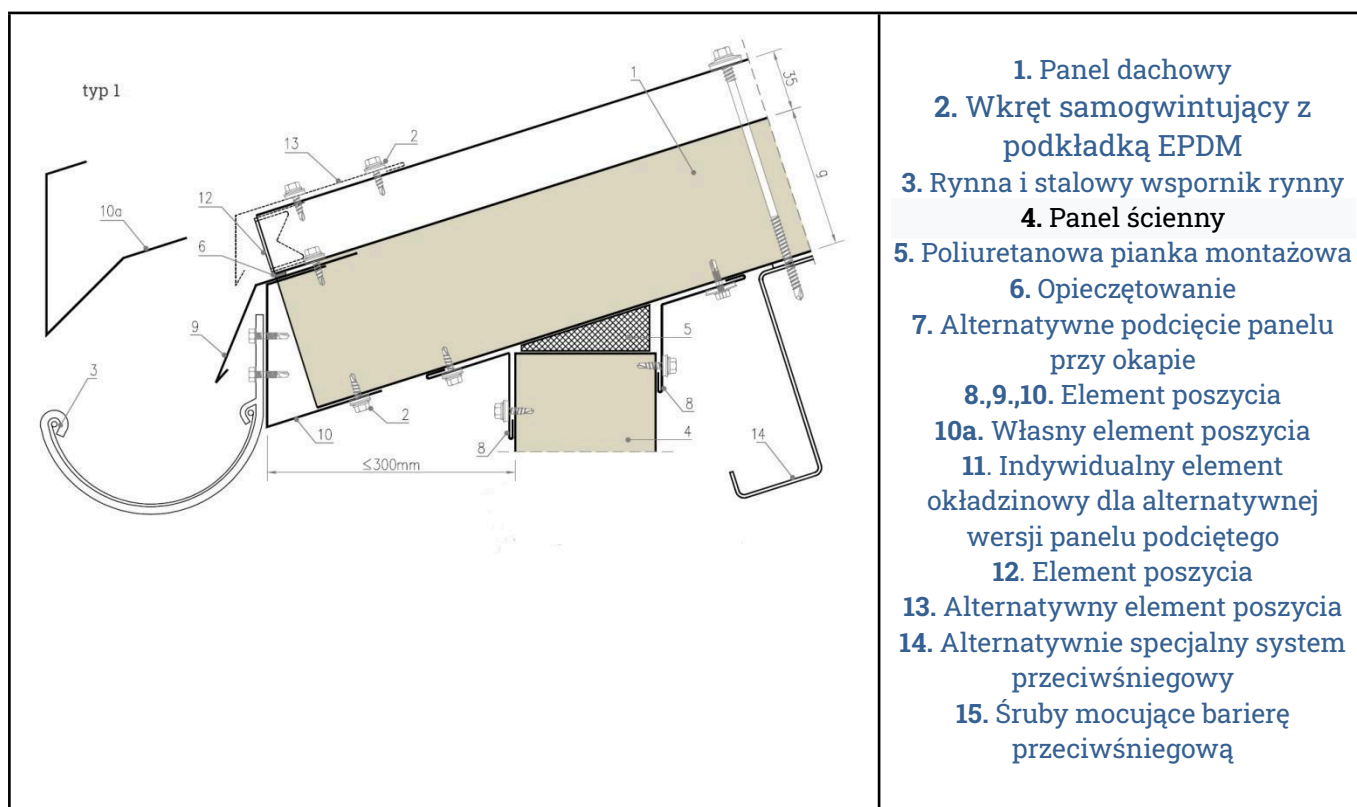 typ 1
1
35
13
2
g
12
10a
6
9
5
3
2
8
10
8
4
14
≤300mm
1. Panel dachowy
2. Wkręt samogwintujący z
podkładką EPDM
3. Rynna i stalowy wspornik rynny
4. Panel ścienny
5. Poliuretanowa pianka montażowa
6. Opieczętowanie
7. Alternatywne podcięcie panelu
przy okapie
8.,9.,10. Element poszycia
10a. Własny element poszycia
11. Indywidualny element
okładzinowy dla alternatywnej
wersji panelu podciętego
12. Element poszycia
13. Alternatywny element poszycia
14. Alternatywnie specjalny system
przeciwśniegowy
15. Śruby mocujące barierę
przeciwśniegową